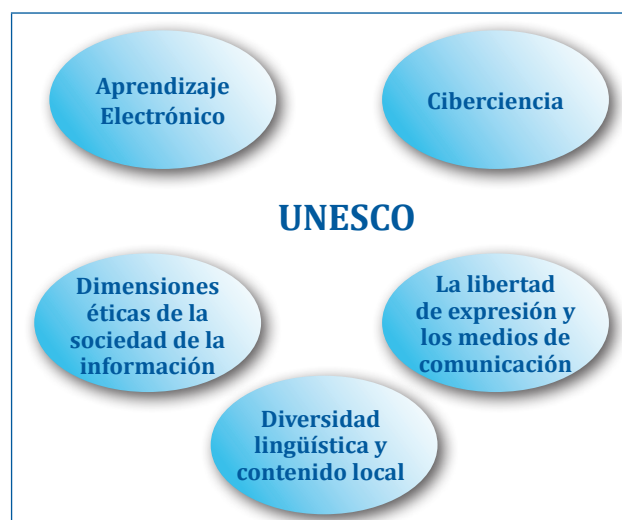 Aprendizaje
Electrónico
Ciberciencia
UNESCO
Dimensiones
éticas de la
sociedad de la
información
La libertad
de expresión y
los medios de
comunicación
Diversidad
lingüística y
contenido local